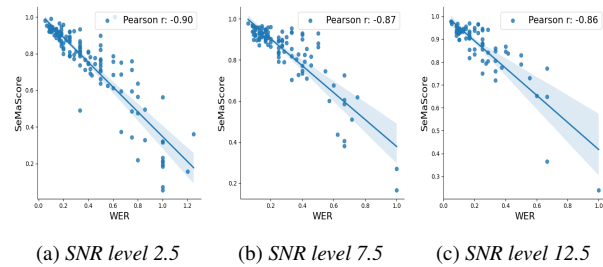 Pearson r: -0.90
1.0
0.8
0.6
0.4
0.2
SeMaScore
0.0 0.2 0.4 0.6 0.8 1.0 1.2
WER
(a) SNR level 2.5
Pearson r: -0.87
1.0
0.8
0.6
0.4
0.2
SeMaScore
0.2 0.4 0.6 0.8 1.0
WER
(b) SNR level 7.5
Pearson r: -0.86
1.0
0.9
0.8
0.7
0.6
0.5
0.4
0.3
SeMaScore
0.0 0.2 0.4 0.6 0.8 1.0
WER
(c) SNR level 12.5